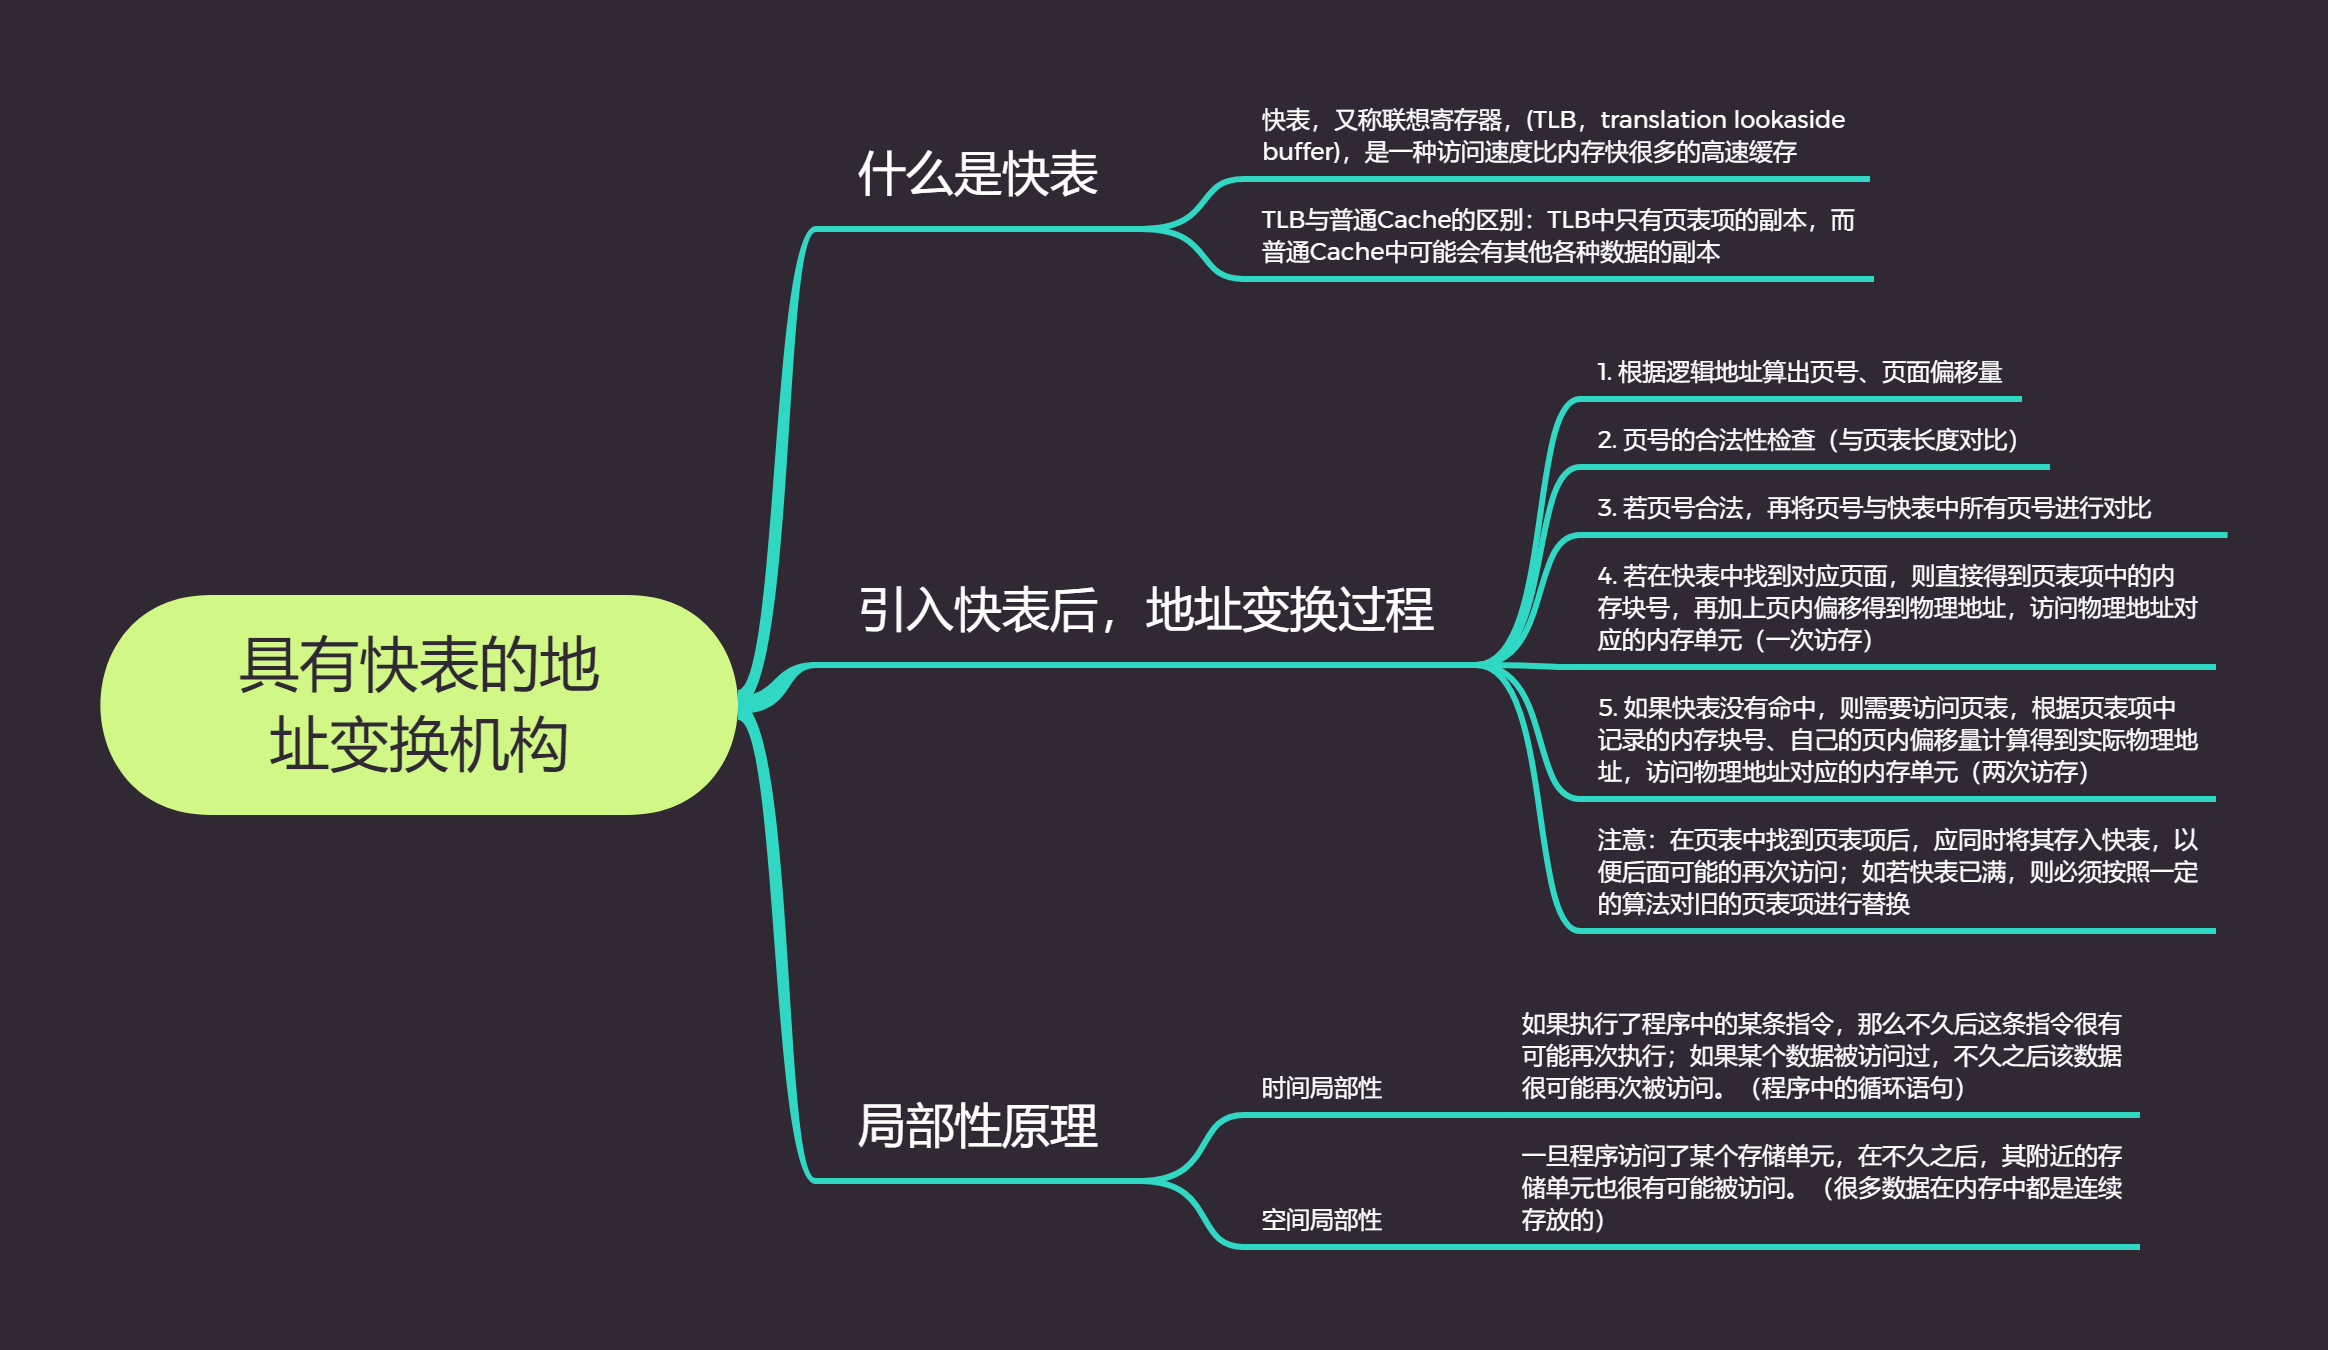 具有快表的地
址变换机构
什么是快表
快表，又称联想寄存器，(TLB，translation lookaside
buffer)，是一种访问速度比内存快很多的高速缓存
TLB与普通Cache的区别：TLB中只有页表项的副本，而
普通Cache中可能会有其他各种数据的副本
引入快表后，地址变换过程
1. 根据逻辑地址算出页号、页面偏移量
2. 页号的合法性检查（与页表长度对比）
3. 若页号合法，再将页号与快表中所有页号进行对比
4. 若在快表中找到对应页面，则直接得到页表项中的内
存块号，再加上页内偏移得到物理地址，访问物理地址对
应的内存单元（一次访存）
5. 如果快表没有命中，则需要访问页表，根据页表项中
记录的内存块号、自己的页内偏移量计算得到实际物理地
址，访问物理地址对应的内存单元（两次访存）
注意：在页表中找到页表项后，应同时将其存入快表，以
便后面可能的再次访问；如若快表已满，则必须按照一定
的算法对旧的页表项进行替换
局部性原理
时间局部性
如果执行了程序中的某条指令，那么不久后这条指令很有
可能再次执行；如果某个数据被访问过，不久之后该数据
很可能再次被访问。（程序中的循环语句）
空间局部性
一旦程序访问了某个存储单元，在不久之后，其附近的存
储单元也很有可能被访问。（很多数据在内存中都是连续
存放的）